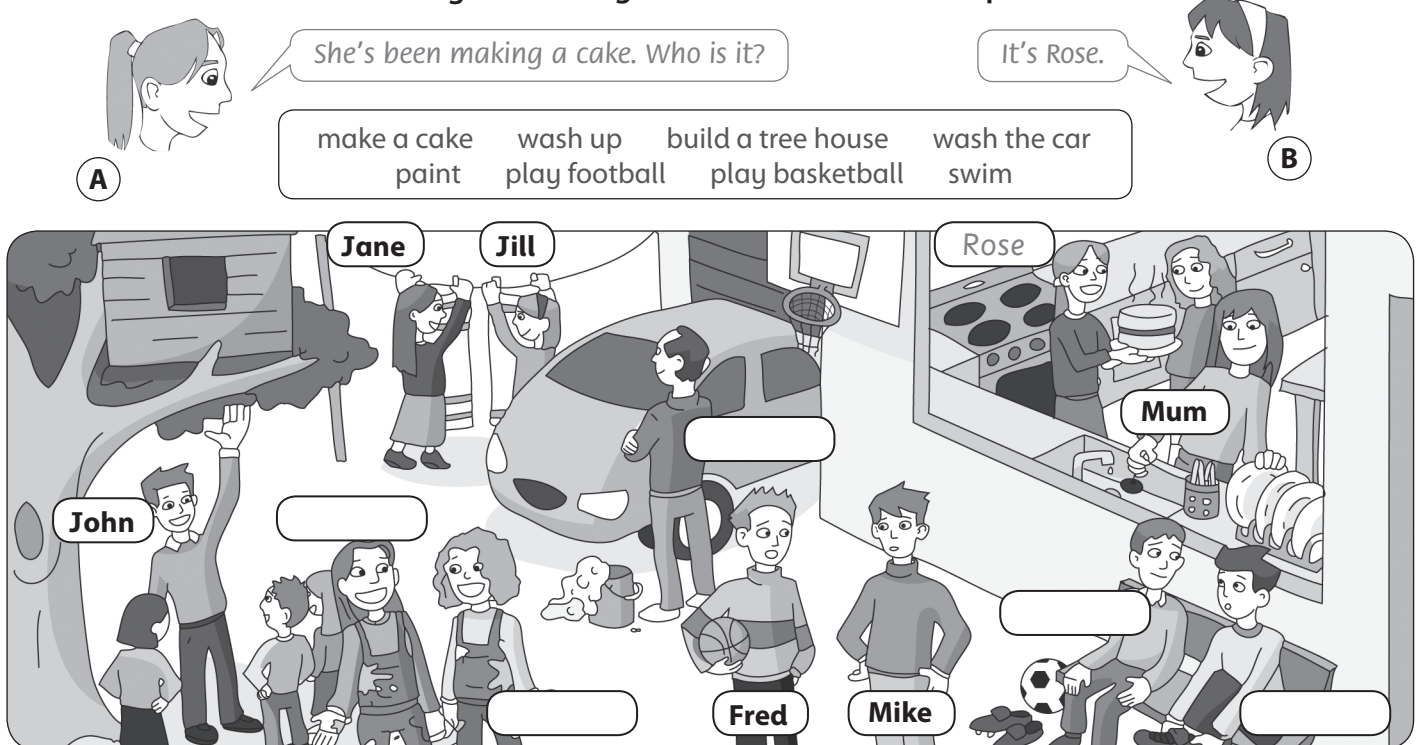 She's been making a cake. Who is it?
It's Rose.
A
B
make a cake wash up build a tree house wash the car
paint play football play basketball swim
Jane
Jill
Rose
Mum
John
Fred
Mike